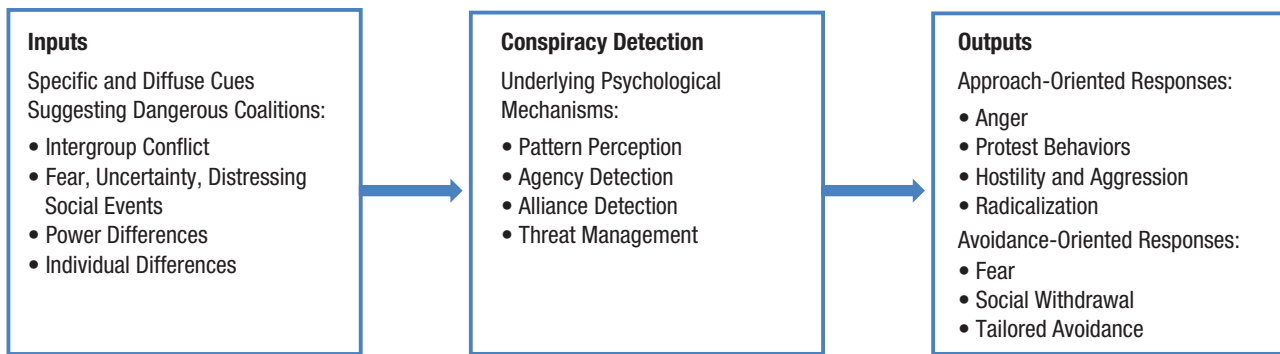 Inputs
Specific and Diffuse Cues
Suggesting Dangerous Coalitions:
• Intergroup Conflict
• Fear, Uncertainty, Distressing
Social Events
• Power Differences
• Individual Differences
Conspiracy Detection
Underlying Psychological
Mechanisms:
• Pattern Perception
• Agency Detection
• Alliance Detection
• Threat Management
Outputs
Approach-Oriented Responses:
• Anger
• Protest Behaviors
• Hostility and Aggression
• Radicalization
Avoidance-Oriented Responses:
• Fear
• Social Withdrawal
• Tailored Avoidance